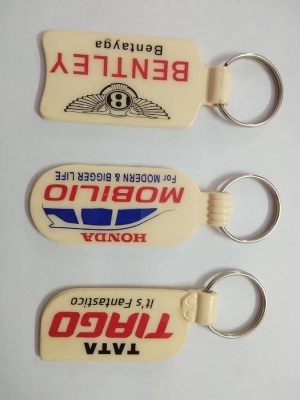 TATA
TIAGO
It's Fantastico
HONDA
MOBILIO
For MODERN & BIGGER LIFE
B
BENTLEY
Bentayga